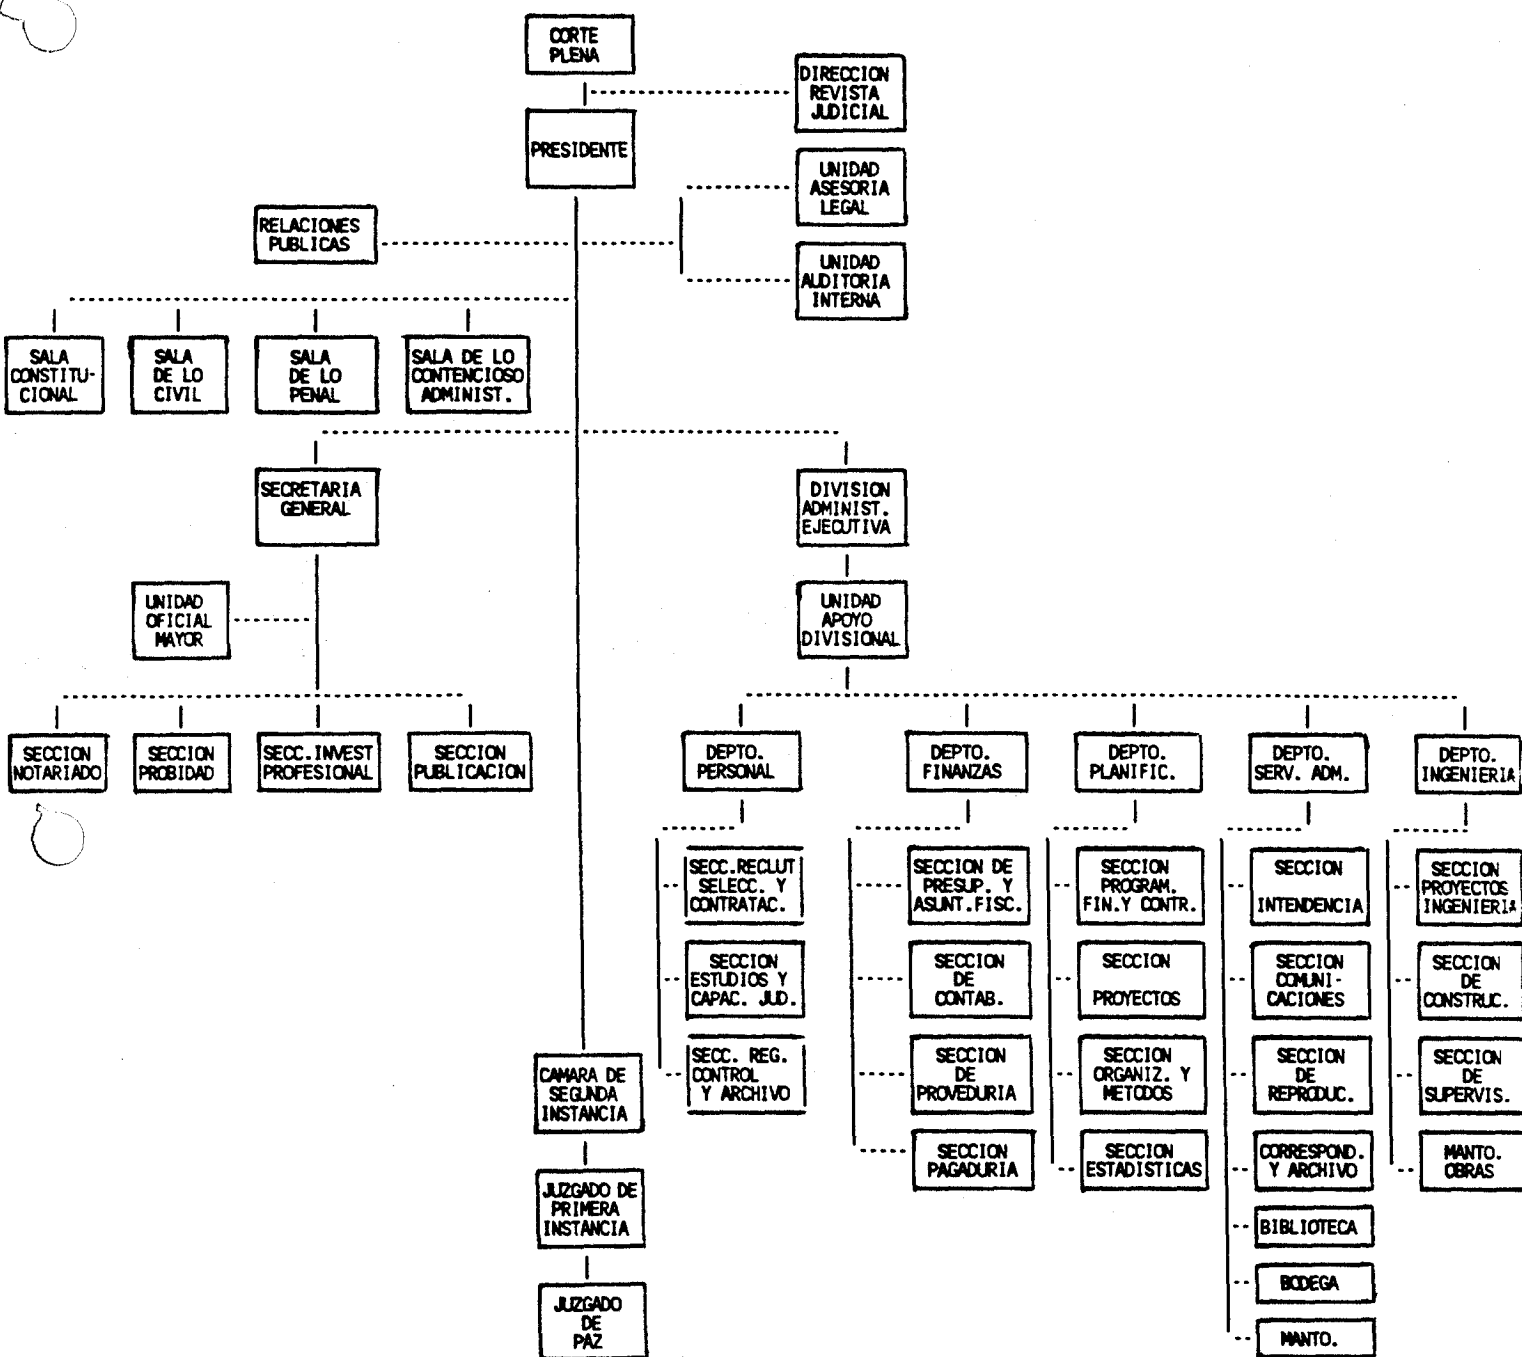 CORTE
PLENA
DIRECCION
REVISTA
JUDICIAL
PRESIDENTE
UNIDAD
ASESORIA
LEGAL
RELACIONES
PUBLICAS
UNIDAD
AUDITORIA
INTERNA
SALA
CONSTITU-
CIONAL
SALA
DE LO
CIVIL
SALA
DE LO
PENAL
SALA DE LO
CONTENCIOSO
ADMINIST.
SECRETARIA
GENERAL
DIVISION
ADMINIST.
EJECUTIVA
UNIDAD
OFICIAL
MAYOR
UNIDAD
APOYO
DIVISIONAL
SECCION
NOTARIADO
SECCION
PROBIDAD
SECC.INVEST
PROFESIONAL
SECCION
PUBLICACION
DEPTO.
PERSONAL
DEPTO.
FINANZAS
DEPTO.
PLANIFIC.
DEPTO.
SERV. ADM.
DEPTO.
INGENIERIA
SECC.RECLUT
SELECC. Y
CONTRATAC.
SECCION DE
PRESUP. Y
ASUNT.FISC.
SECCION
PROGRAM.
FIN.Y CONTR.
SECCION
INTENDENCIA
SECCION
PROYECTOS
INGENIERIA
SECCION
ESTUDIOS Y
CAPAC. JUD.
SECCION
DE
CONTAB.
SECCION
PROYECTOS
SECCION
COMUNI-
CACIONES
SECCION
DE
CONSTRUC.
SECC. REG.
CONTROL
Y ARCHIVO
SECCION
DE
PROVEDURIA
SECCION
ORGANIZ. Y
METODOS
SECCION
DE
REPRODUC.
SECCION
DE
SUPERVIS.
CAMARA DE
SEGUNDA
INSTANCIA
SECCION
PAGADURIA
SECCION
ESTADISTICAS
CORRESPOND.
Y ARCHIVO
MANTO.
OBRAS
JUZGADO DE
PRIMERA
INSTANCIA
BIBLIOTECA
BODEGA
JUZGADO
DE
PAZ
MANTO.